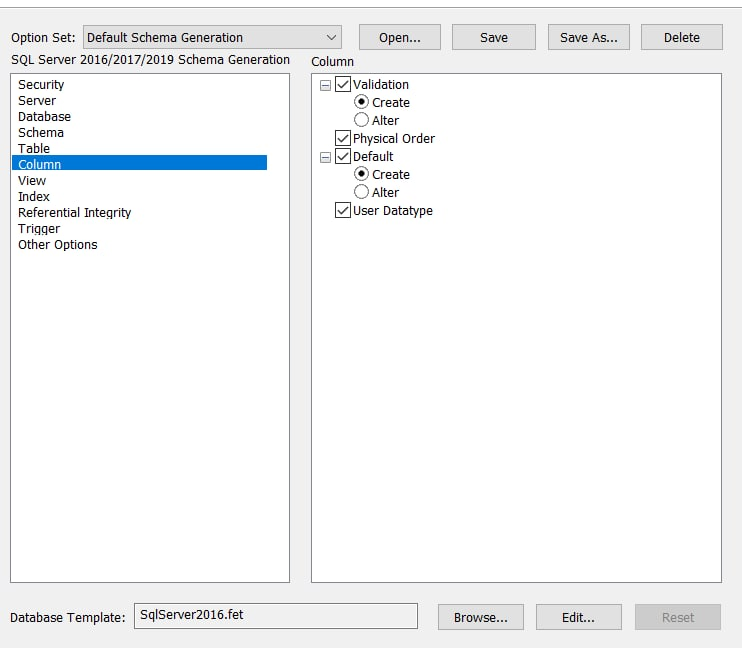 Option Set: Default Schema Generation Open... Save Save As... Delete
SQL Server 2016/2017/2019 Schema Generation
Security
Server
Database
Schema
Table
Column
View
Index
Referential Integrity
Trigger
Other Options
Column
Validation
Create
Alter
Physical Order
Default
Create
Alter
User Datatype
Database Template: SqlServer2016.fet Browse... Edit... Reset